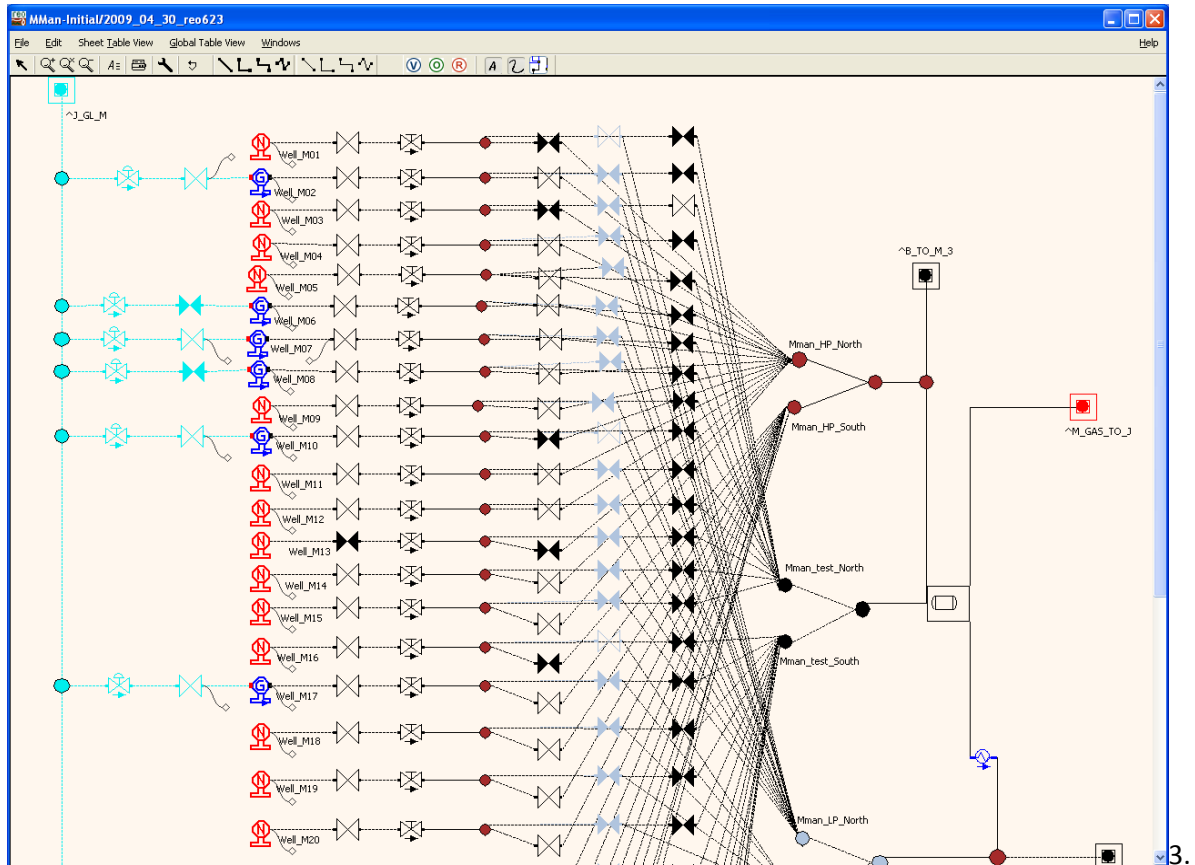 MMan-Initial/2009_04_30_reo623
File Edit Sheet Table View Global Table View Windows Help
A V O R A
^J_GL_M
Well_M01
Well_M02
Well_M03
Well_M04
^B_TO_M_3
Well_M05
Well_M06
Mman_HP_North
Well_M07
Well_M08
Well_M09
Mman_HP_South
^M_GAS_TO_J
Well_M10
Well_M11
Well_M12
Well_M13
Mman_test_North
Well_M14
Well_M15
Well_M16
Mman_test_South
Well_M17
Well_M18
Well_M19
Mman_LP_North
Well_M20
N
G
N
N
N
G
G
G
N
G
N
N
N
N
N
N
G
N
N
N
3.